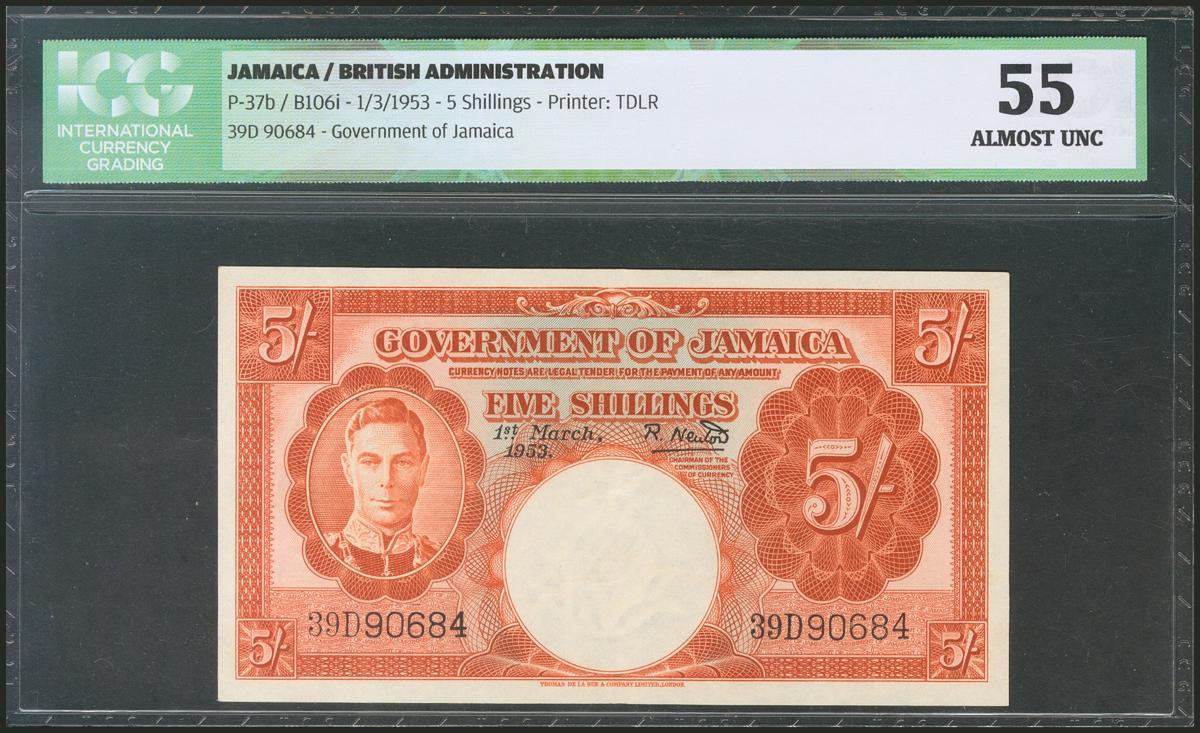 ICG
INTERNATIONAL
CURRENCY
GRADING
JAMAICA / BRITISH ADMINISTRATION
P-37b / B106i - 1/3/1953 - 5 Shillings - Printer: TDLR
39D 90684 - Government of Jamaica
55
ALMOST UNC
5/-
5/-
GOVERNMENT OF JAMAICA
CURRENCY NOTES ARE LEGAL TENDER FOR THE PAYMENT OF ANY AMOUNT
FIVE SHILLINGS
1st March,
1953.
R. Newton
CHAIRMAN OF THE
COMMISSIONERS
OF CURRENCY
5/-
39D90684
39D90684
5/-
5/-
THOMAS DE LA RUE & COMPANY LIMITED, LONDON.